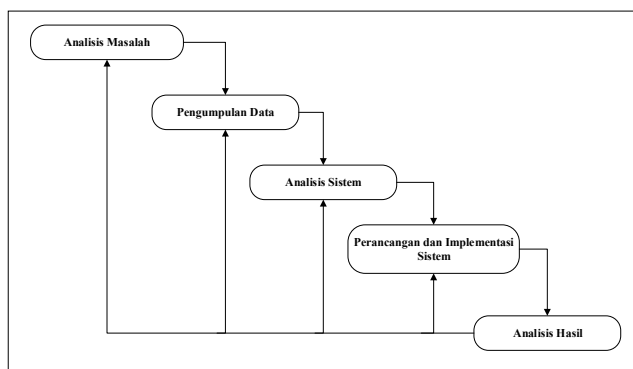 Analisis Masalah
Pengumpulan Data
Analisis Sistem
Perancangan dan Implementasi
Sistem
Analisis Hasil